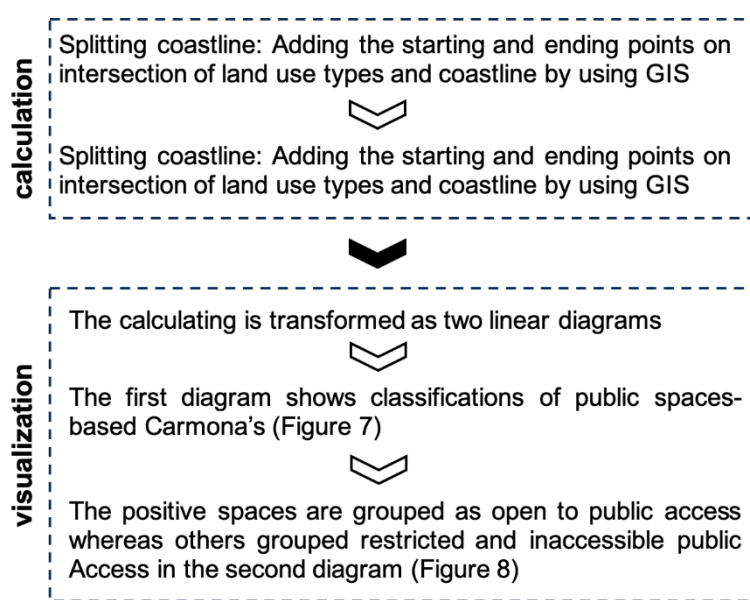 calculation
Splitting coastline: Adding the starting and ending points on
intersection of land use types and coastline by using GIS
Splitting coastline: Adding the starting and ending points on
intersection of land use types and coastline by using GIS
visualization
The calculating is transformed as two linear diagrams
The first diagram shows classifications of public spaces-
based Carmona's (Figure 7)
The positive spaces are grouped as open to public access
whereas others grouped restricted and inaccessible public
Access in the second diagram (Figure 8)